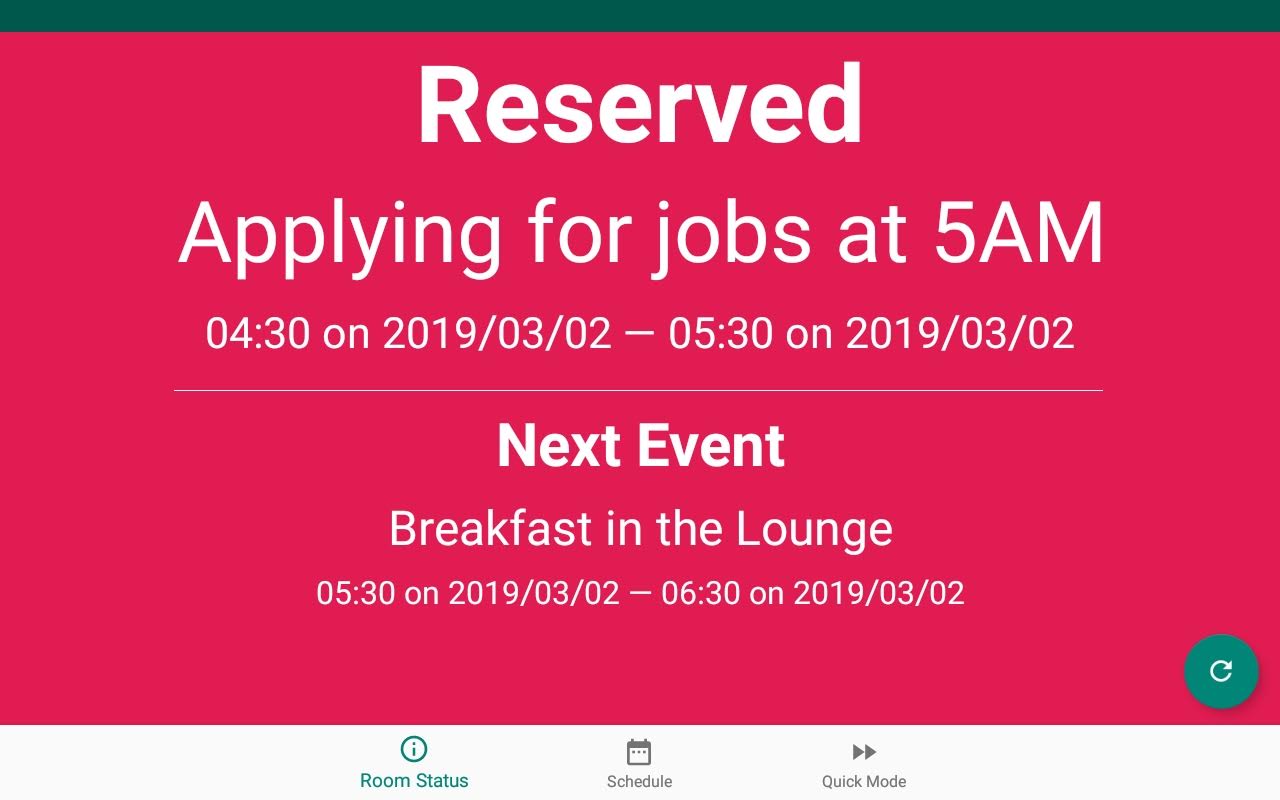 Reserved
Applying for jobs at 5AM
04:30 on 2019/03/02 — 05:30 on 2019/03/02
Next Event
Breakfast in the Lounge
05:30 on 2019/03/02 — 06:30 on 2019/03/02
Room Status
Schedule
Quick Mode